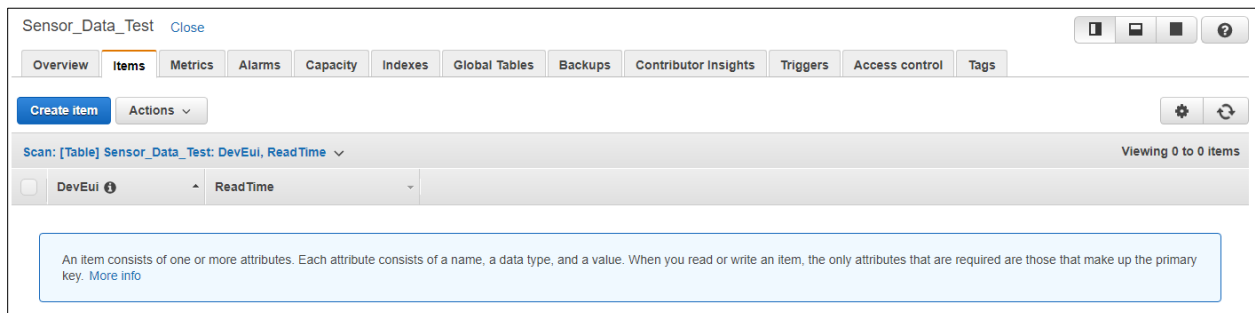 Sensor_Data_Test Close
Overview Items Metrics Alarms Capacity Indexes Global Tables Backups Contributor Insights Triggers Access control Tags
Create item Actions
Scan: [Table] Sensor_Data_Test: DevEui, ReadTime Viewing 0 to 0 items
DevEui ReadTime
An item consists of one or more attributes. Each attribute consists of a name, a data type, and a value. When you read or write an item, the only attributes that are required are those that make up the primary
key. More info